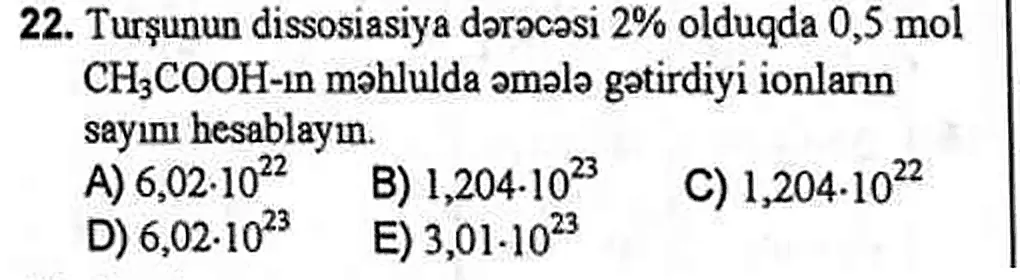 22. Turşunun dissosiasiya dərəcəsi 2% olduqda 0,5 mol
CH₃COOH-ın məhlulda əmələ gətirdiyi ionların
sayını hesablayın.
A) 6,02·10²² B) 1,204·10²³ C) 1,204·10²²
D) 6,02·10²³ E) 3,01·10²³